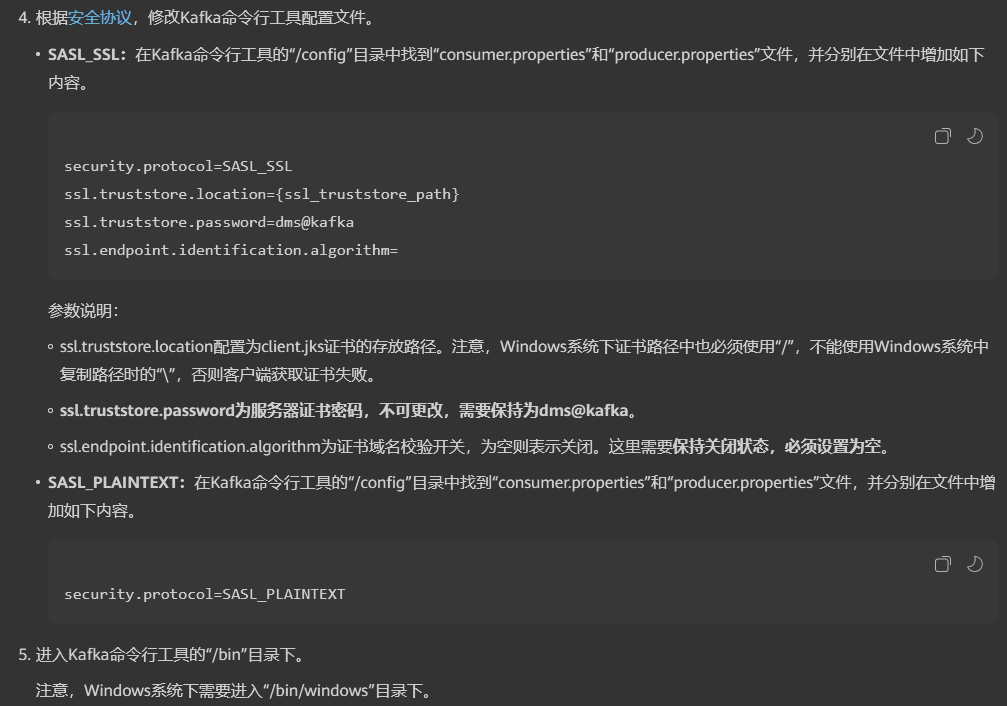 4. 根据安全协议，修改Kafka命令行工具配置文件。
• SASL_SSL：在Kafka命令行工具的“/config”目录中找到“consumer.properties”和“producer.properties”文件，并分别在文件中增加如下
内容。
security.protocol=SASL_SSL
ssl.truststore.location={ssl_truststore_path}
ssl.truststore.password=dms@kafka
ssl.endpoint.identification.algorithm=
参数说明：
◦ ssl.truststore.location配置为client.jks证书的存放路径。注意，Windows系统下证书路径中也必须使用“/”，不能使用Windows系统中
复制路径时的“\”，否则客户端获取证书失败。
◦ ssl.truststore.password为服务器证书密码，不可更改，需要保持为dms@kafka。
◦ ssl.endpoint.identification.algorithm为证书域名校验开关，为空则表示关闭。这里需要保持关闭状态，必须设置为空。
• SASL_PLAINTEXT：在Kafka命令行工具的“/config”目录中找到“consumer.properties”和“producer.properties”文件，并分别在文件中增
加如下内容。
security.protocol=SASL_PLAINTEXT
5. 进入Kafka命令行工具的“/bin”目录下。
注意，Windows系统下需要进入“/bin/windows”目录下。